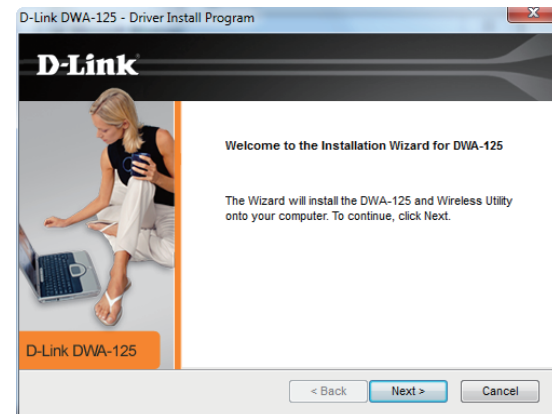 D-Link DWA-125 - Driver Install Program
X
D-Link
Welcome to the Installation Wizard for DWA-125
The Wizard will install the DWA-125 and Wireless Utility
onto your computer. To continue, click Next.
D-Link DWA-125
< Back Next > Cancel